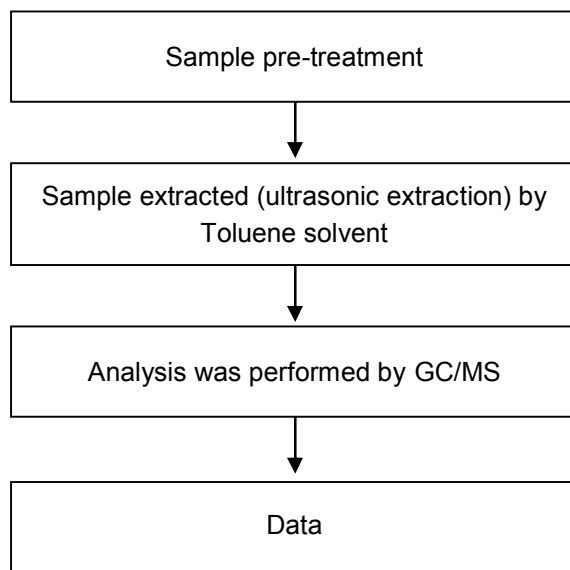 Sample pre-treatment
Sample extracted (ultrasonic extraction) by
Toluene solvent
Analysis was performed by GC/MS
Data